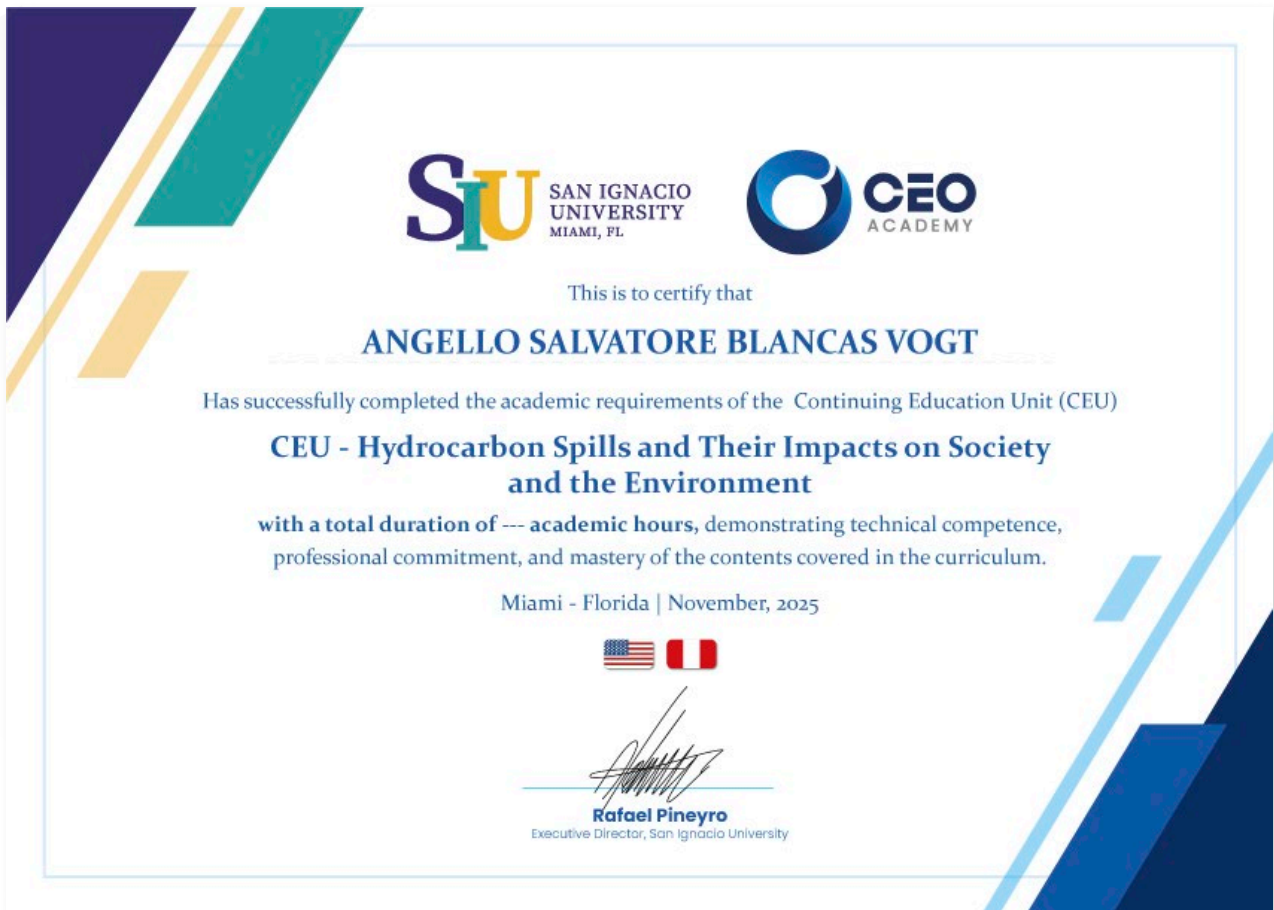 SIU SAN IGNACIO
UNIVERSITY
MIAMI, FL
CEO
ACADEMY
This is to certify that
ANGELLO SALVATORE BLANCAS VOGT
Has successfully completed the academic requirements of the Continuing Education Unit (CEU)
CEU - Hydrocarbon Spills and Their Impacts on Society
and the Environment
with a total duration of --- academic hours, demonstrating technical competence,
professional commitment, and mastery of the contents covered in the curriculum.
Miami - Florida | November, 2025
Rafael Pineyro
Executive Director, San Ignacio University